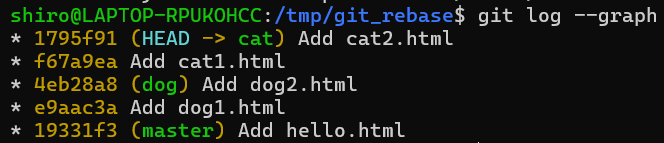 shiro@LAPTOP-RPUKOHCC:/tmp/git_rebase$ git log --graph
* 1795f91 (HEAD -> cat) Add cat2.html
* f67a9ea Add cat1.html
* 4eb28a8 (dog) Add dog2.html
* e9aac3a Add dog1.html
* 19331f3 (master) Add hello.html